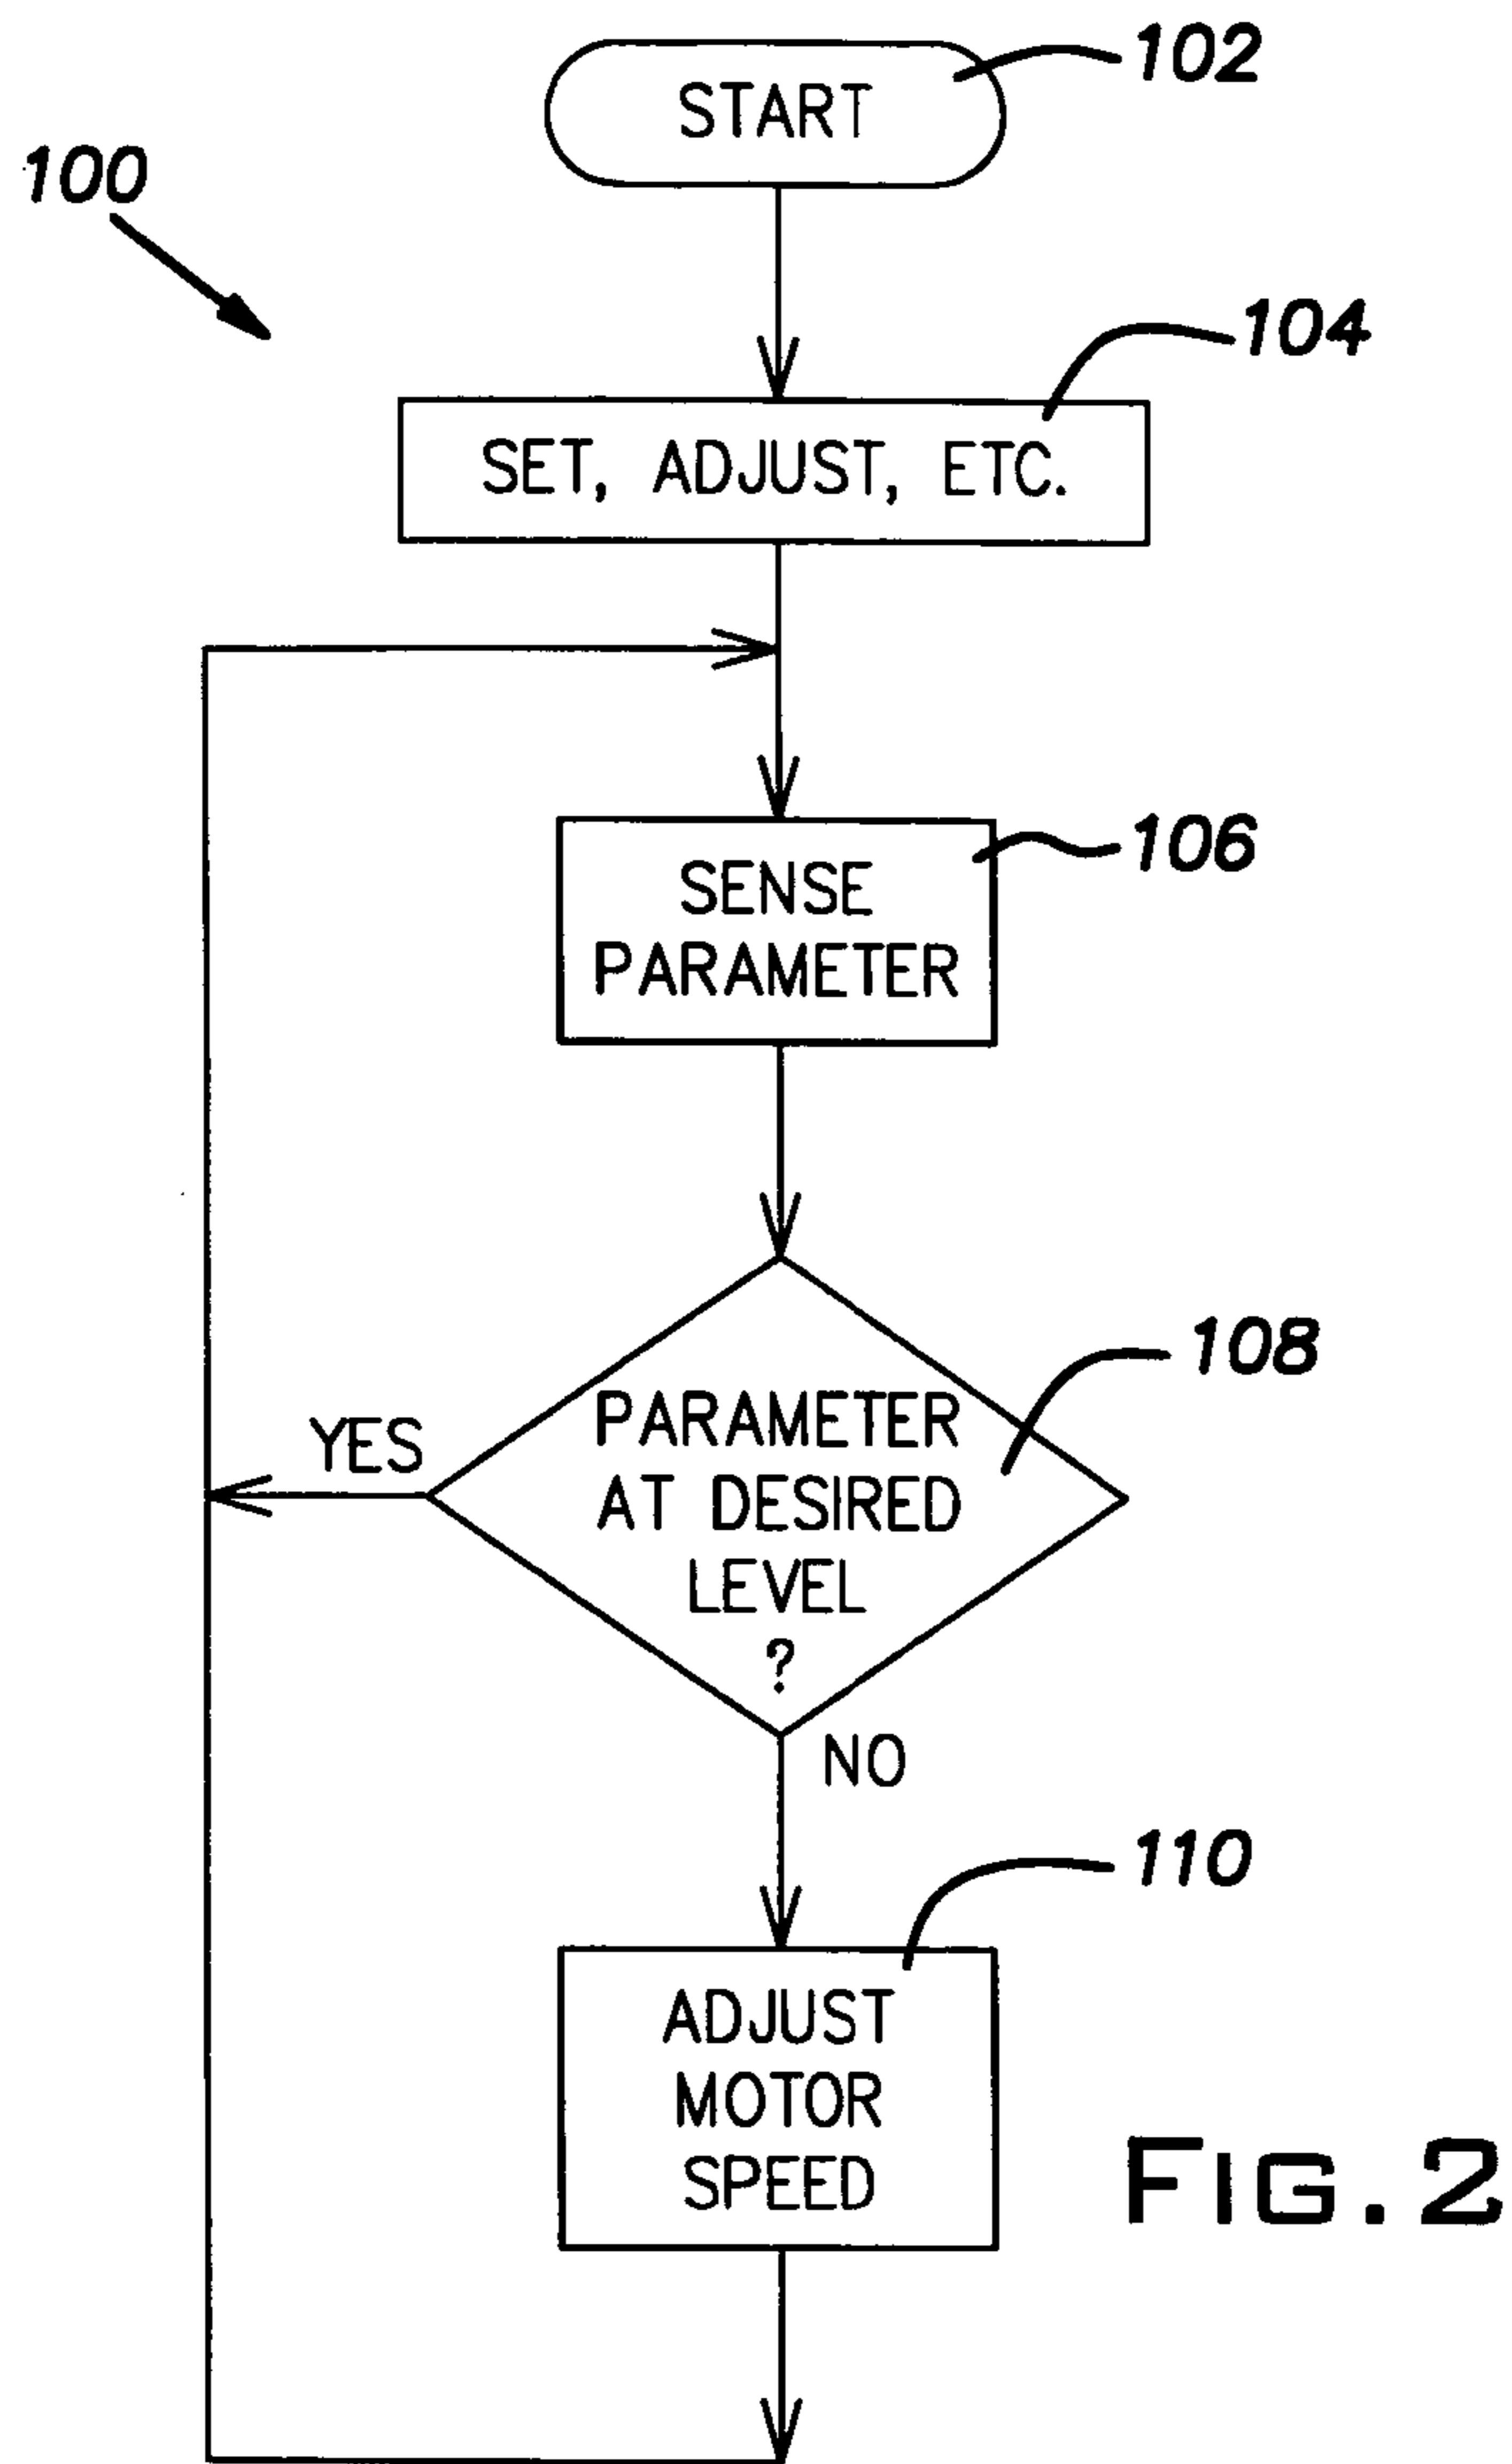 102
START
100
104
SET, ADJUST, ETC.
106
SENSE
PARAMETER
108
PARAMETER
AT DESIRED
LEVEL
?
YES
NO
110
ADJUST
MOTOR
SPEED
FIG. 2